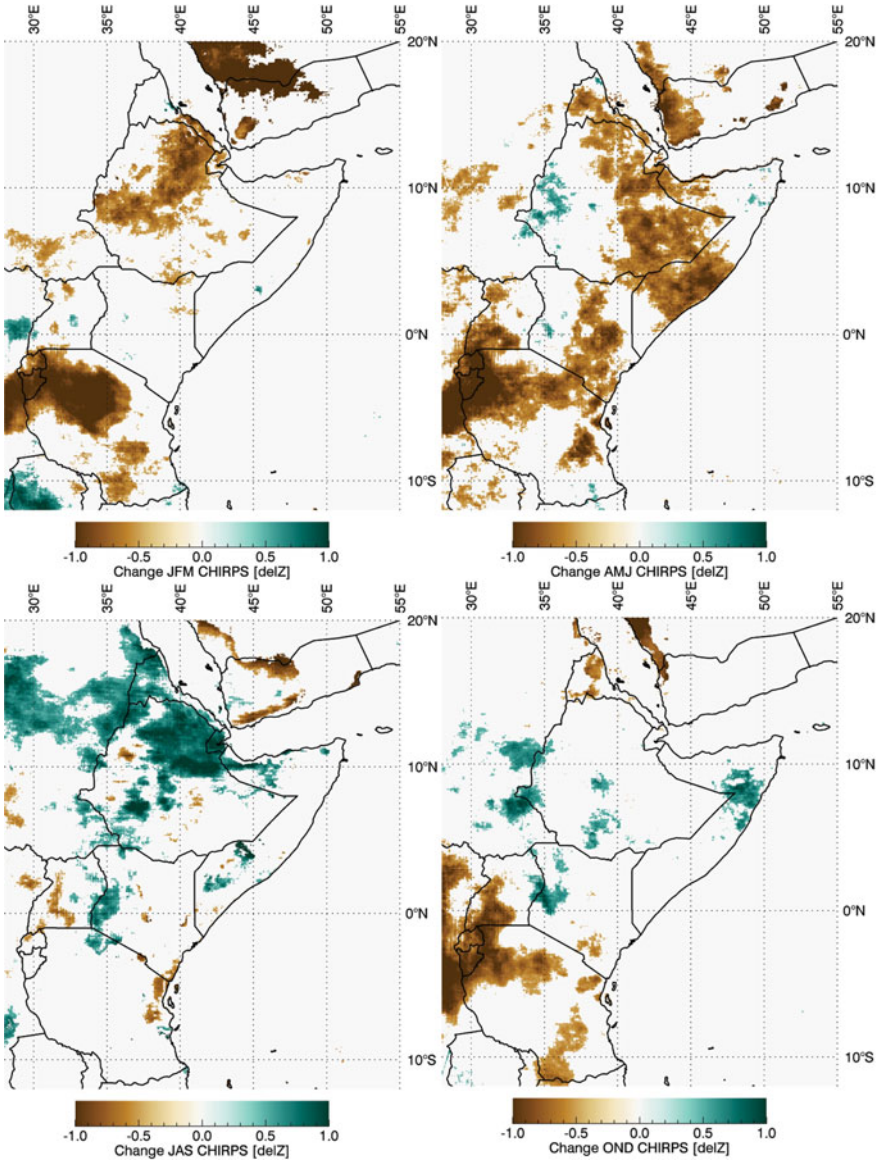 30°E 35°E 40°E 45°E 50°E 55°E 30°E 35°E 40°E 45°E 50°E 55°E
20°N 20°N
10°N 10°N
0°N 0°N
10°S 10°S
-1.0 -0.5 0.0 0.5 1.0 -1.0 -0.5 0.0 0.5 1.0
Change JFM CHIRPS [delZ] Change AMJ CHIRPS [delZ]
30°E 35°E 40°E 45°E 50°E 55°E 30°E 35°E 40°E 45°E 50°E 55°E
20°N 20°N
10°N 10°N
0°N 0°N
10°S 10°S
-1.0 -0.5 0.0 0.5 1.0 -1.0 -0.5 0.0 0.5 1.0
Change JAS CHIRPS [delZ] Change OND CHIRPS [delZ]